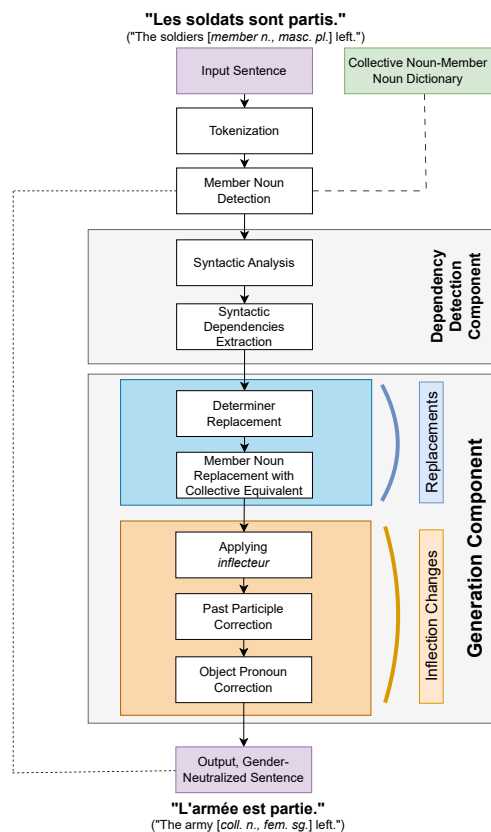 "Les soldats sont partis."
("The soldiers [member n., masc. pl.] left.")
Input Sentence
Collective Noun-Member
Noun Dictionary
Tokenization
Member Noun
Detection
Syntactic Analysis
Syntactic
Dependencies
Extraction
Dependency
Detection
Component
Determiner
Replacement
Member Noun
Replacement with
Collective Equivalent
Replacements
Generation Component
Applying
inflecteur
Past Participle
Correction
Object Pronoun
Correction
Inflection Changes
Output, Gender-
Neutralized Sentence
"L'armée est partie."
("The army [coll. n., fem. sg.] left.")